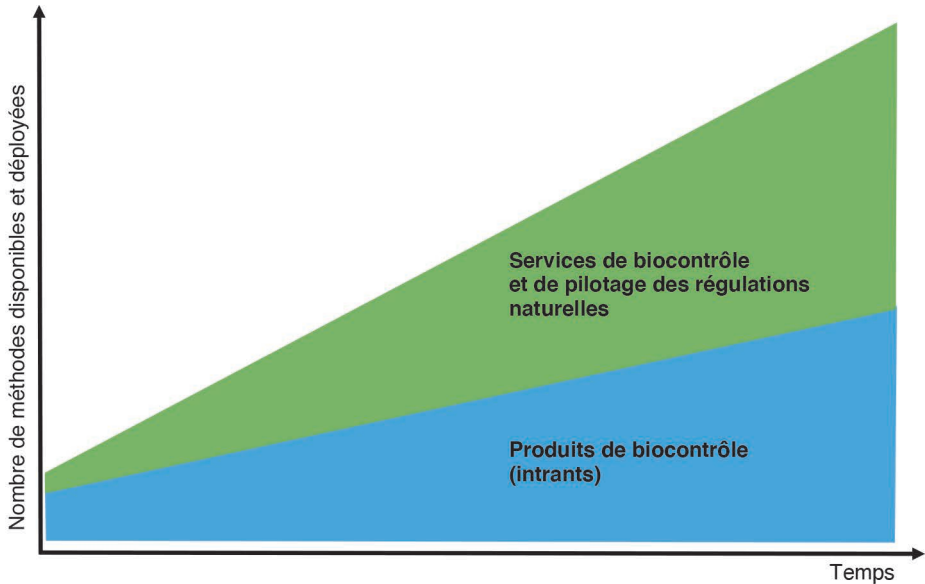 Nombre de méthodes disponibles et déployées
Services de biocontrôle
et de pilotage des régulations
naturelles
Produits de biocontrôle
(intrants)
Temps